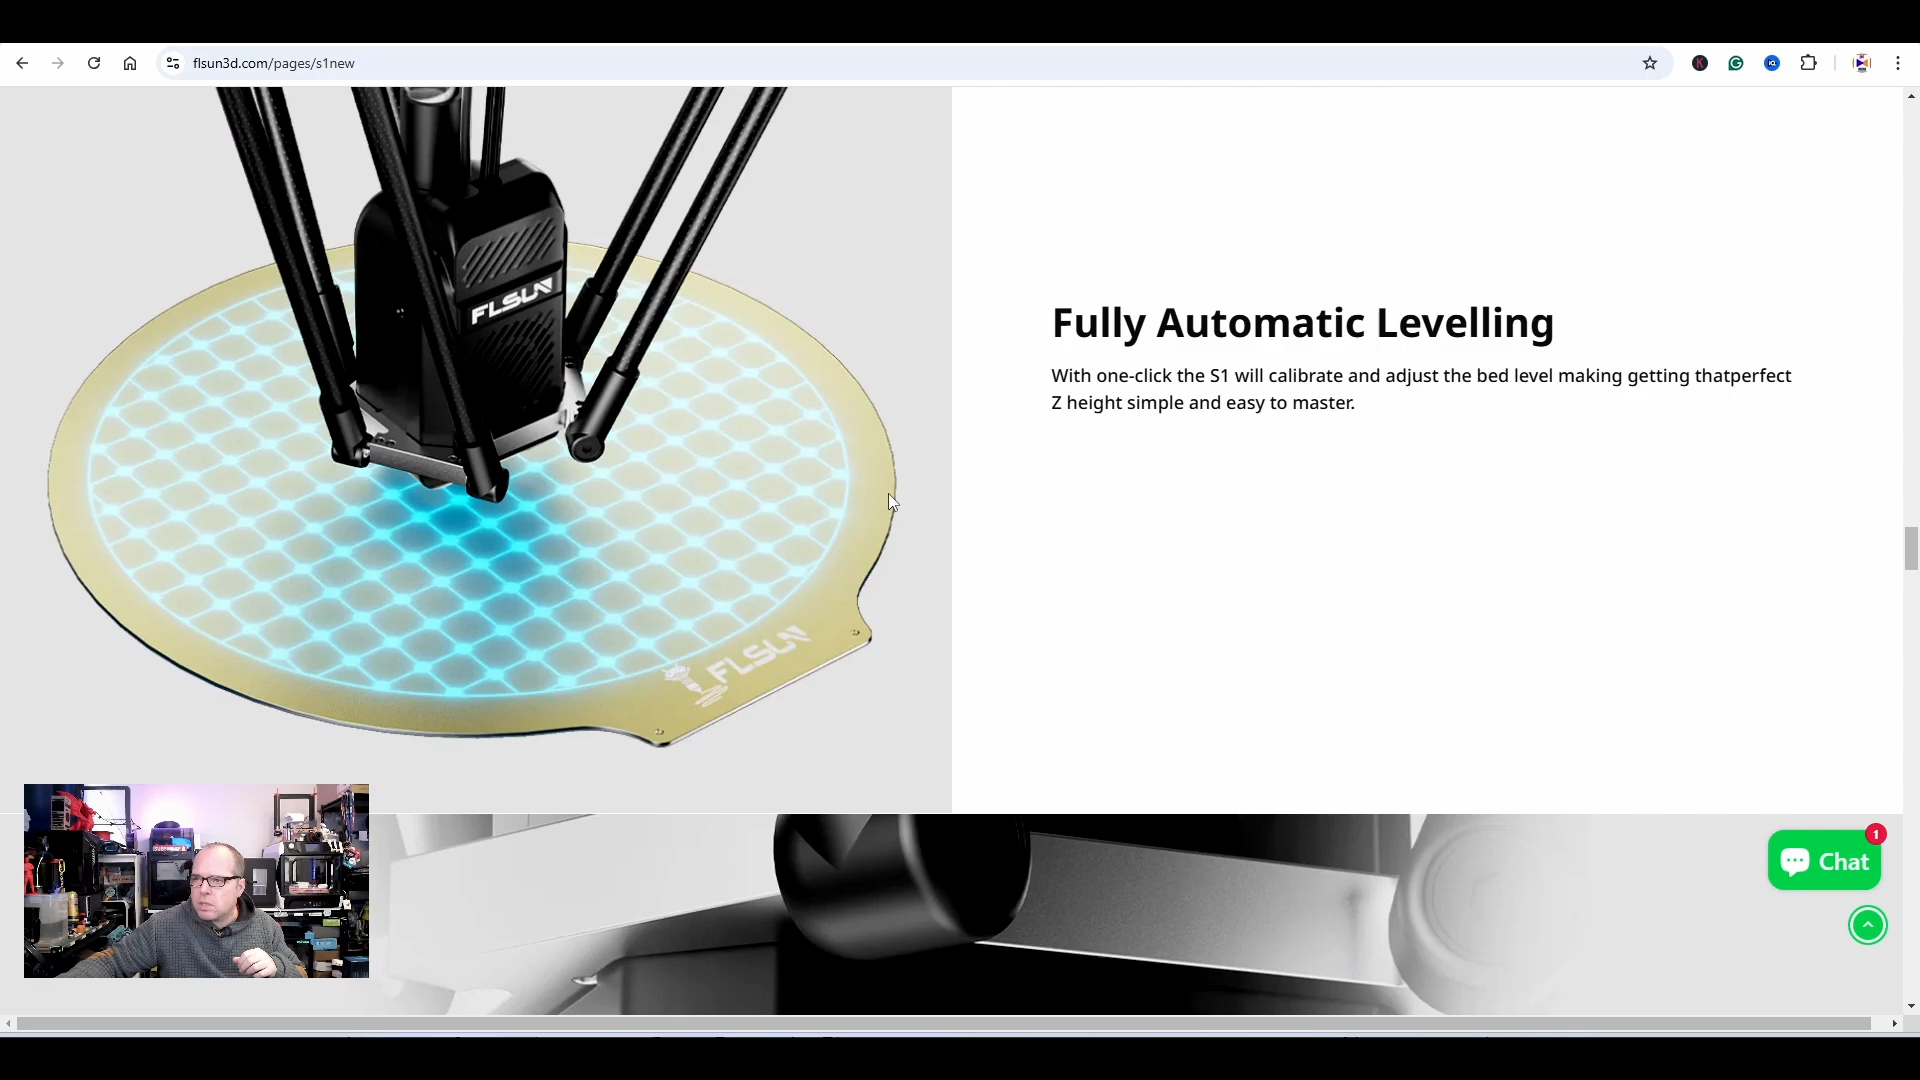 flsun3d.com/pages/s1new
FLSUN
Fully Automatic Levelling
With one-click the S1 will calibrate and adjust the bed level making getting thatperfect
Z height simple and easy to master.
FLSUN
1
Chat